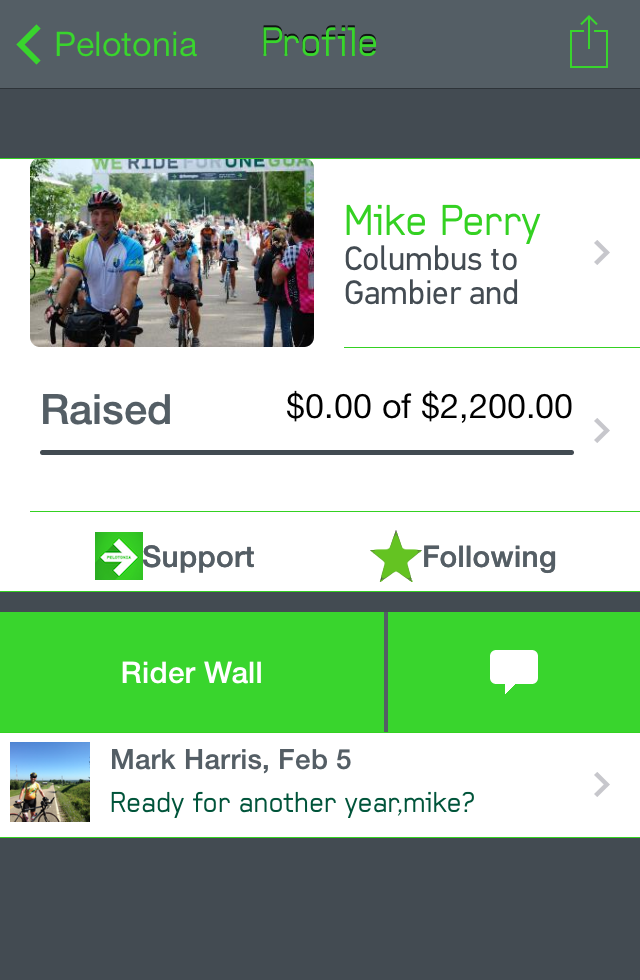 Pelotonia
Profile
WE RIDE FOR ONE GOA
Mike Perry
Columbus to
Gambier and
Raised
$0.00 of $2,200.00
PELOTONIA
Support
Following
Rider Wall
Mark Harris, Feb 5
Ready for another year,mike?